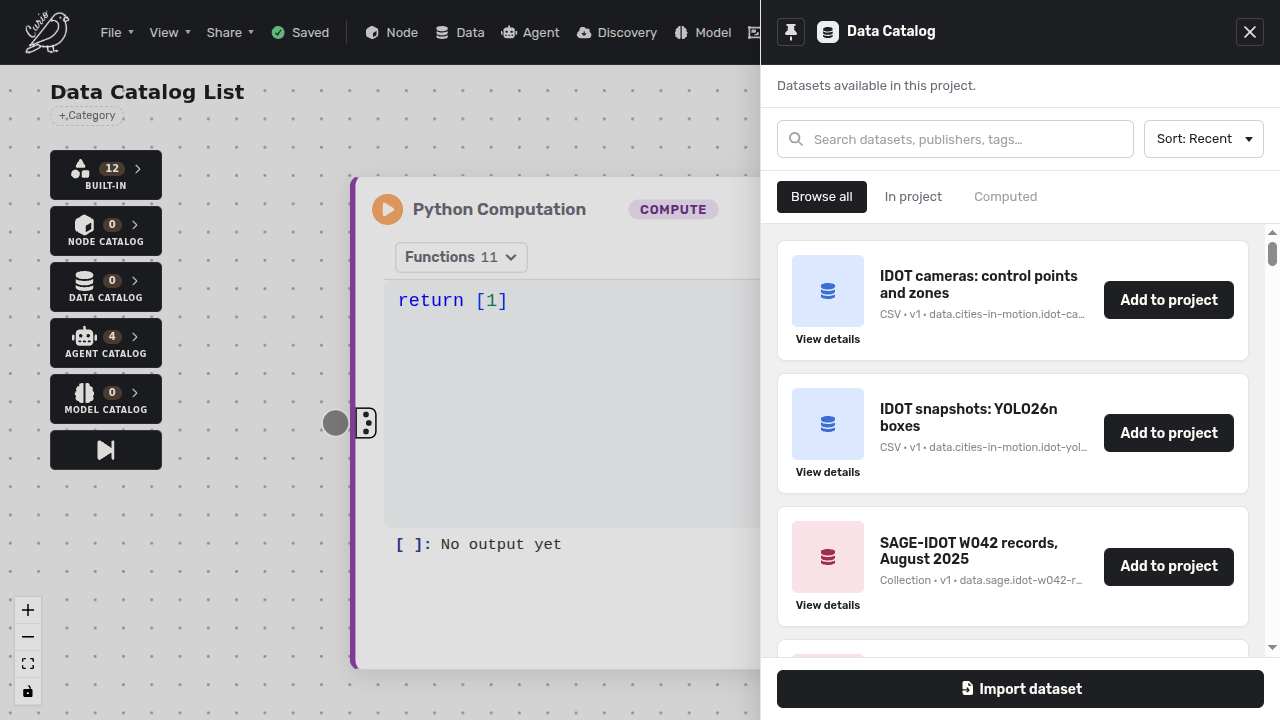 Curio
File
View
Share
Saved
Node
Data
Agent
Discovery
Model
Data Catalog
Datasets available in this project.
Search datasets, publishers, tags…
Sort: Recent
Browse all
In project
Computed
Data Catalog List
+ Category
12
BUILT-IN
0
NODE CATALOG
0
DATA CATALOG
4
AGENT CATALOG
0
MODEL CATALOG
Python Computation
COMPUTE
Functions 11
return [1]
[ ]: No output yet
IDOT cameras: control points
and zones
CSV • v1 • data.cities-in-motion.idot-ca…
View details
Add to project
IDOT snapshots: YOLO26n
boxes
CSV • v1 • data.cities-in-motion.idot-yol…
View details
Add to project
SAGE-IDOT W042 records,
August 2025
Collection • v1 • data.sage.idot-w042-r…
View details
Add to project
Import dataset